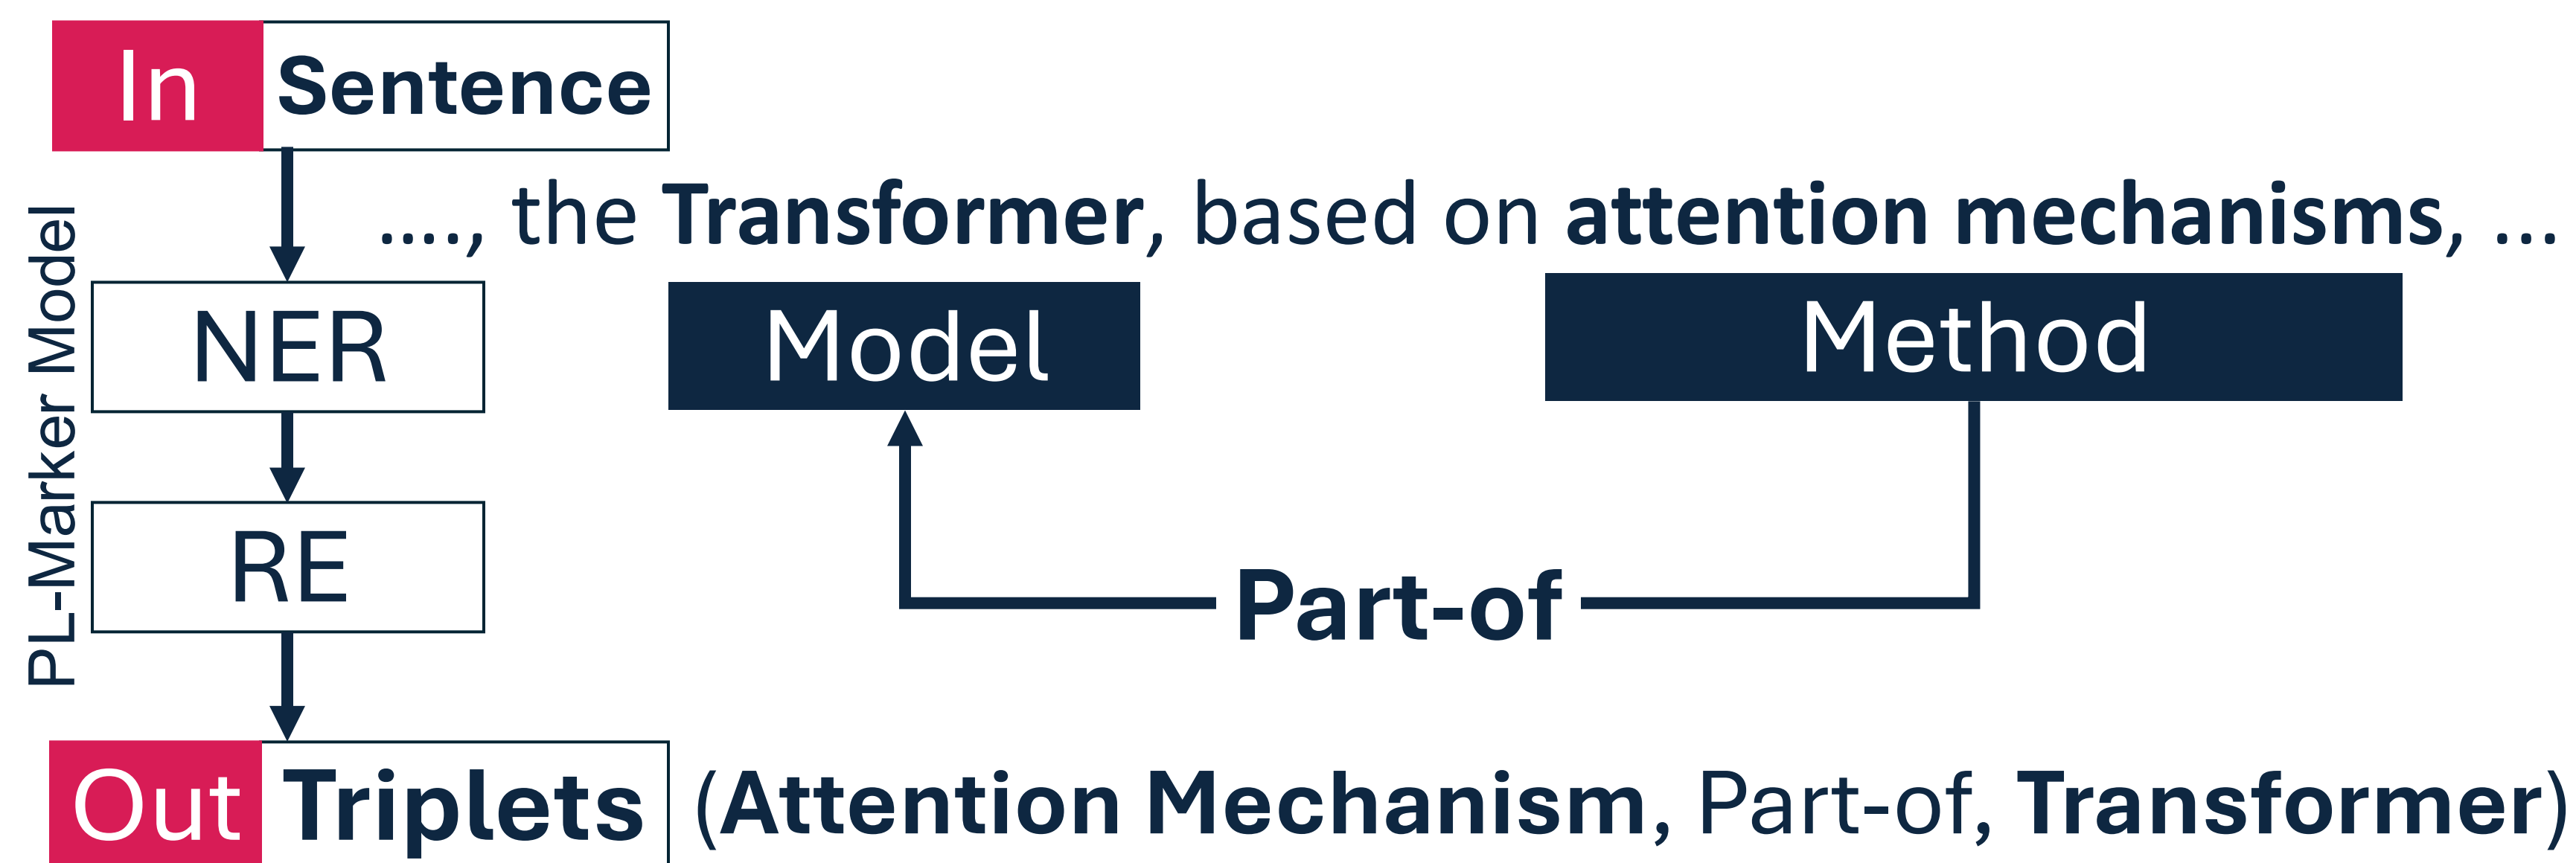 In Sentence
...., the Transformer, based on attention mechanisms, ...
PL-Marker Model
NER
Model
Method
RE
Part-of
Out Triplets (Attention Mechanism, Part-of, Transformer)